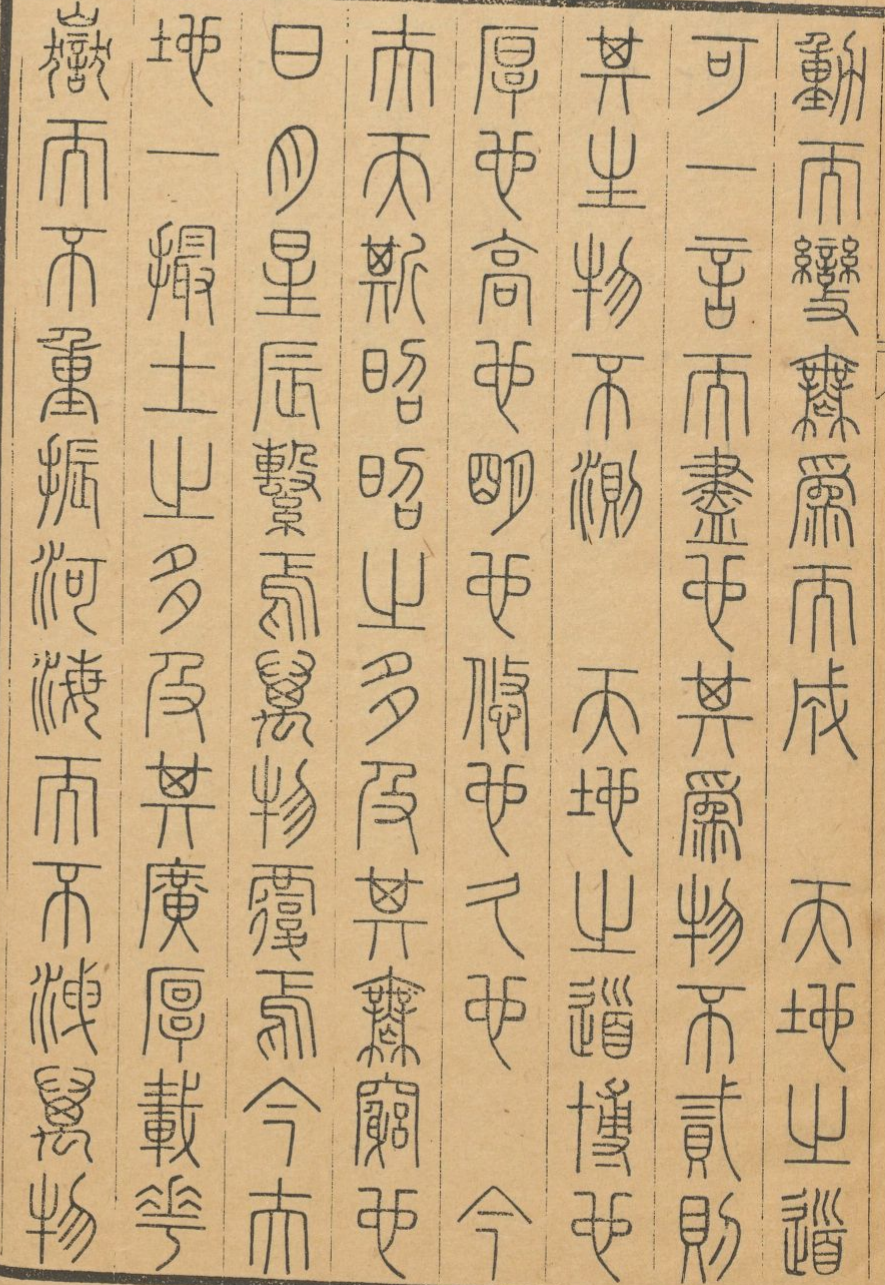 動而變無為而成　天地之道
可一言而盡也其為物不貳則
其生物不測　天地之道博也
厚也高也明也悠也久也　今
夫天斯昭昭之多及其無窮也
日月星辰繫焉萬物覆焉今夫
地一撮土之多及其廣厚載華
嶽而不重振河海而不洩萬物